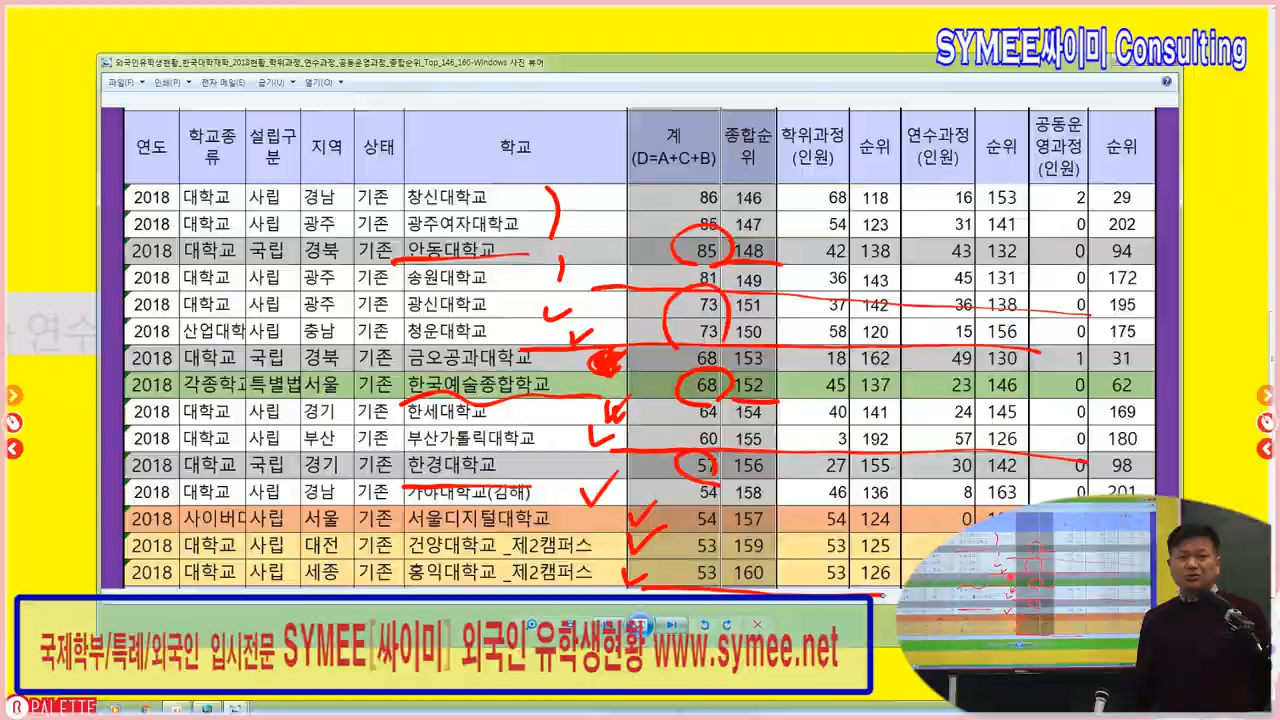 SYMEE싸이미 Consulting
외국인유학생현황_한국대학재학_2018현황_학위과정_연수과정_공동운영과정_종합순위_Top_146_160-Windows 사진 뷰어
파일(F) 인쇄(P) 전자 메일(E) 굽기(U) 열기(O)
연도 학교종류 설립구분 지역 상태 학교 계 (D=A+C+B) 종합순위 학위과정 (인원) 순위 연수과정 (인원) 순위 공동운영과정 (인원) 순위
2018 대학교 사립 경남 기존 창신대학교 86 146 68 118 16 153 2 29
2018 대학교 사립 광주 기존 광주여자대학교 85 147 54 123 31 141 0 202
2018 대학교 국립 경북 기존 안동대학교 85 148 42 138 43 132 0 94
2018 대학교 사립 광주 기존 송원대학교 81 149 36 143 45 131 0 172
2018 대학교 사립 광주 기존 광신대학교 73 151 37 142 36 138 0 195
2018 산업대학 사립 충남 기존 청운대학교 73 150 58 120 15 156 0 175
2018 대학교 국립 경북 기존 금오공과대학교 68 153 18 162 49 130 1 31
2018 각종학교 특별법 서울 기존 한국예술종합학교 68 152 45 137 23 146 0 62
2018 대학교 사립 경기 기존 한세대학교 64 154 40 141 24 145 0 169
2018 대학교 사립 부산 기존 부산가톨릭대학교 60 155 3 192 57 126 0 180
2018 대학교 국립 경기 기존 한경대학교 57 156 27 155 30 142 0 98
2018 대학교 사립 경남 기존 가야대학교(김해) 54 158 46 136 8 163 0 201
2018 사이버대 사립 서울 기존 서울디지털대학교 54 157 54 124 0
2018 대학교 사립 대전 기존 건양대학교 _제2캠퍼스 53 159 53 125
2018 대학교 사립 세종 기존 홍익대학교 _제2캠퍼스 53 160 53 126
연수
국제학부/특례/외국인 입시전문 SYMEE[싸이미] 외국인 유학생현황 www.symee.net
PALETTE